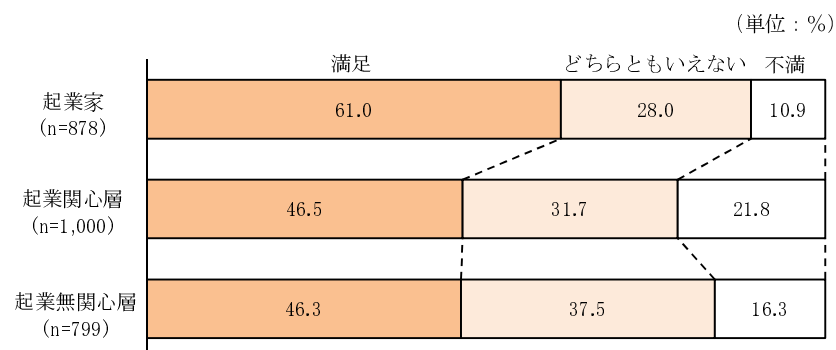 （単位：％）
満足 どちらともいえない 不満
起業家
（n=878）
61.0 28.0 10.9
起業関心層
（n=1,000）
46.5 31.7 21.8
起業無関心層
（n=799）
46.3 37.5 16.3